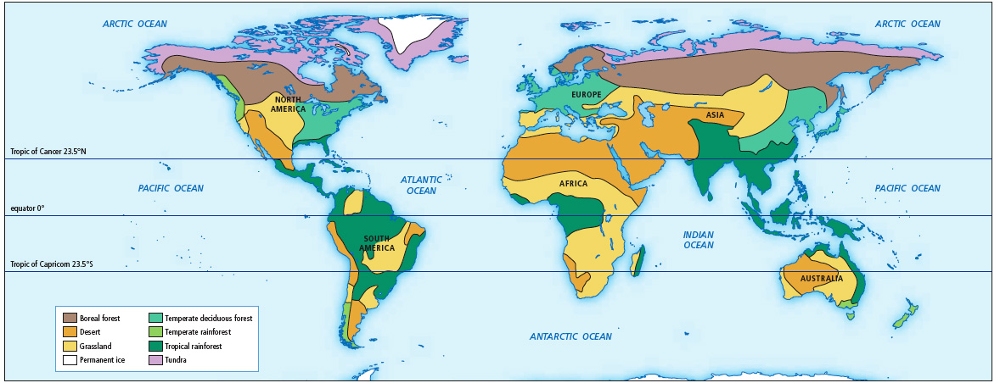 ARCTIC OCEAN
ARCTIC OCEAN
NORTH
AMERICA
EUROPE
ASIA
Tropic of Cancer 23.5°N
PACIFIC OCEAN
ATLANTIC
OCEAN
AFRICA
PACIFIC OCEAN
equator 0°
SOUTH
AMERICA
INDIAN
OCEAN
Tropic of Capricorn 23.5°S
AUSTRALIA
Boreal forest
Desert
Grassland
Permanent ice
Temperate deciduous forest
Temperate rainforest
Tropical rainforest
Tundra
ANTARCTIC OCEAN